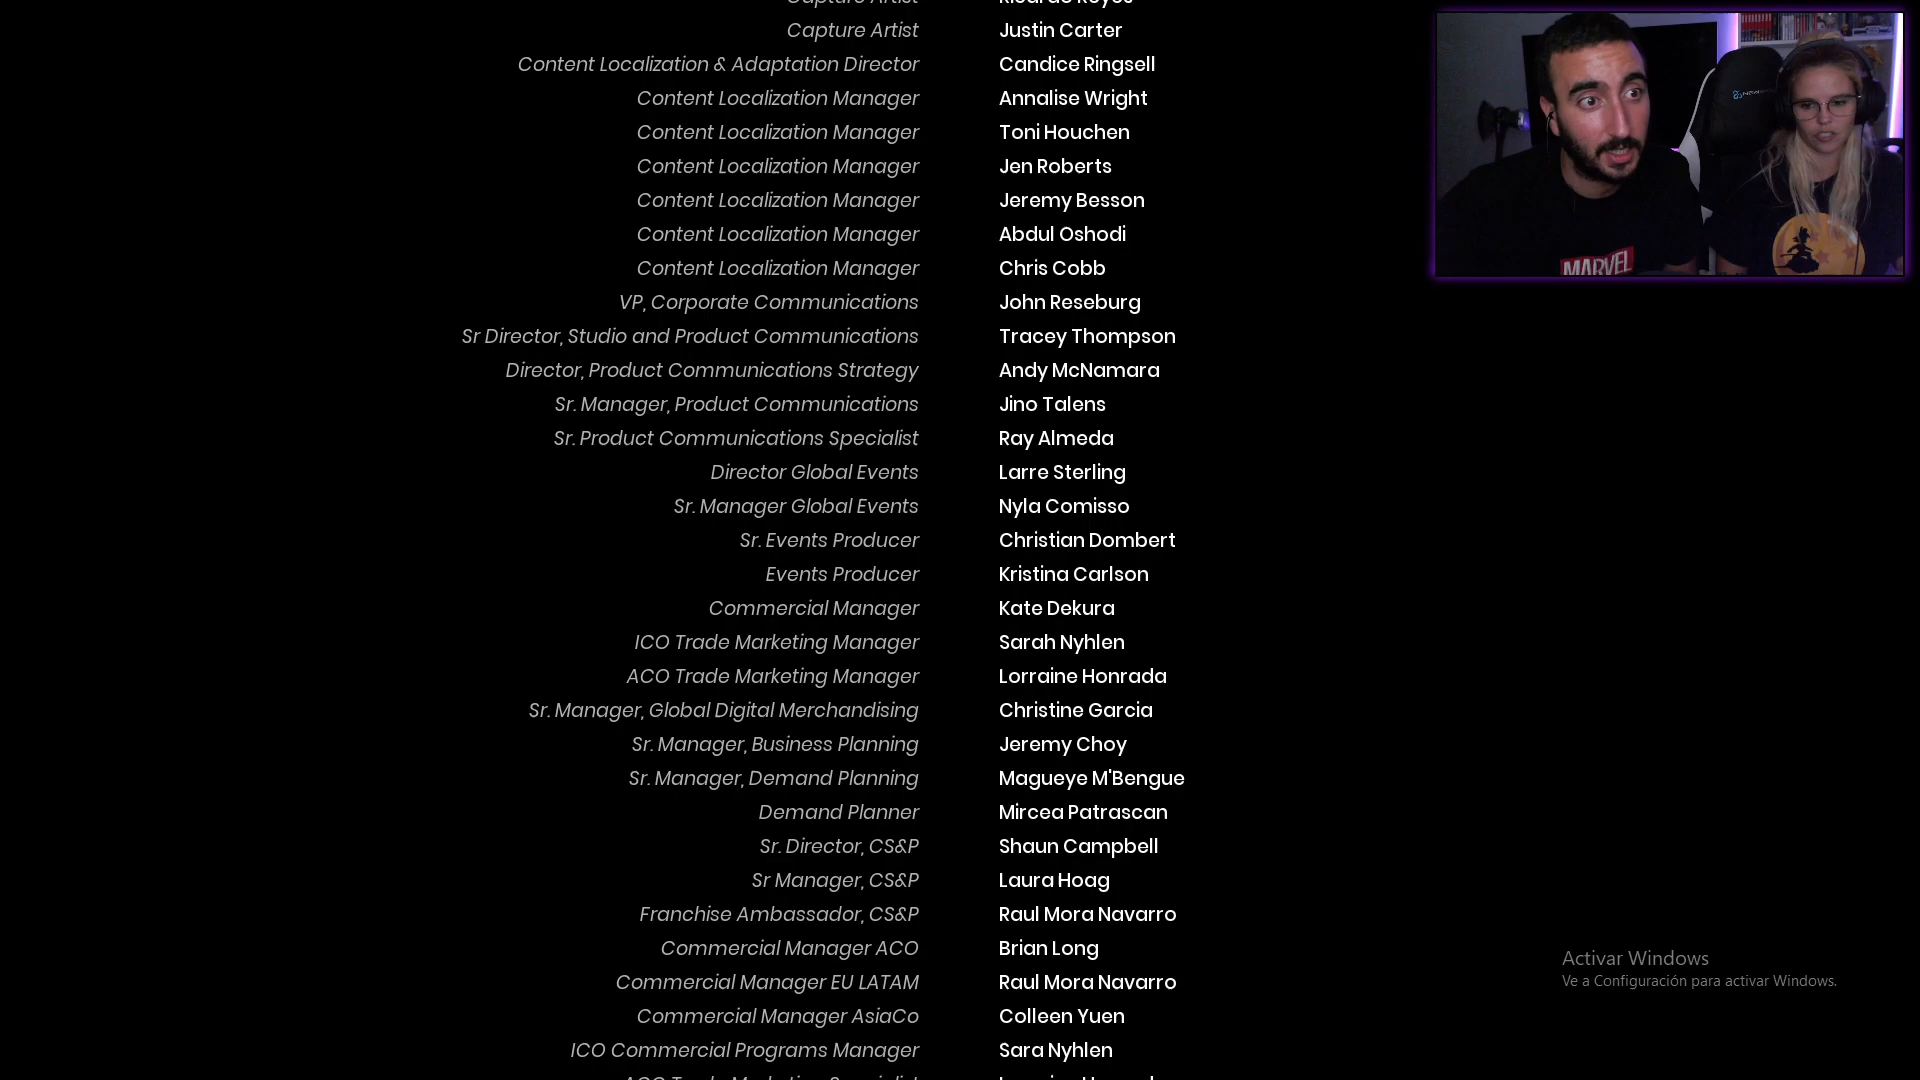 Capture Artist Ricardo Reyes
Capture Artist Justin Carter
Content Localization & Adaptation Director Candice Ringsell
Content Localization Manager Annalise Wright
Content Localization Manager Toni Houchen
Content Localization Manager Jen Roberts
Content Localization Manager Jeremy Besson
Content Localization Manager Abdul Oshodi
Content Localization Manager Chris Cobb
VP, Corporate Communications John Reseburg
Sr Director, Studio and Product Communications Tracey Thompson
Director, Product Communications Strategy Andy McNamara
Sr. Manager, Product Communications Jino Talens
Sr. Product Communications Specialist Ray Almeda
Director Global Events Larre Sterling
Sr. Manager Global Events Nyla Comisso
Sr. Events Producer Christian Dombert
Events Producer Kristina Carlson
Commercial Manager Kate Dekura
ICO Trade Marketing Manager Sarah Nyhlen
ACO Trade Marketing Manager Lorraine Honrada
Sr. Manager, Global Digital Merchandising Christine Garcia
Sr. Manager, Business Planning Jeremy Choy
Sr. Manager, Demand Planning Magueye M'Bengue
Demand Planner Mircea Patrascan
Sr. Director, CS&P Shaun Campbell
Sr Manager, CS&P Laura Hoag
Franchise Ambassador, CS&P Raul Mora Navarro
Commercial Manager ACO Brian Long
Commercial Manager EU LATAM Raul Mora Navarro
Commercial Manager AsiaCo Colleen Yuen
ICO Commercial Programs Manager Sara Nyhlen
MARVEL
Activar Windows
Ve a Configuración para activar Windows.